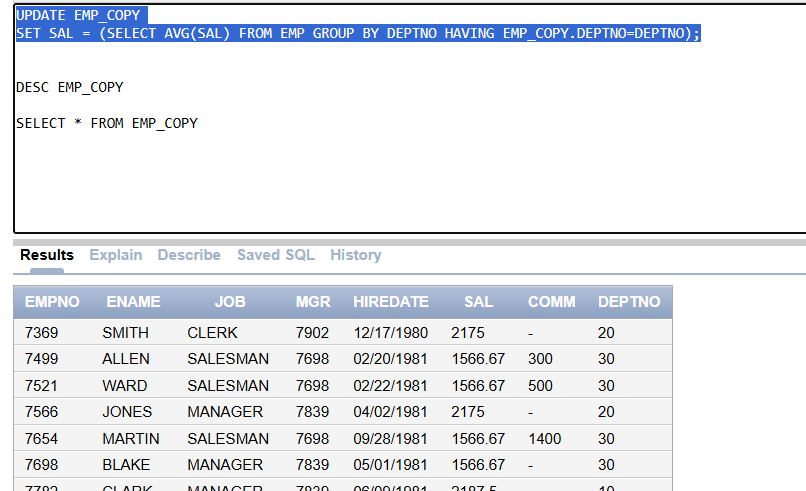 UPDATE EMP_COPY
SET SAL = (SELECT AVG(SAL) FROM EMP GROUP BY DEPTNO HAVING EMP_COPY.DEPTNO=DEPTNO);
DESC EMP_COPY
SELECT * FROM EMP_COPY
Results Explain Describe Saved SQL History
EMPNO ENAME JOB MGR HIREDATE SAL COMM DEPTNO
7369 SMITH CLERK 7902 12/17/1980 2175 - 20
7499 ALLEN SALESMAN 7698 02/20/1981 1566.67 300 30
7521 WARD SALESMAN 7698 02/22/1981 1566.67 500 30
7566 JONES MANAGER 7839 04/02/1981 2175 - 20
7654 MARTIN SALESMAN 7698 09/28/1981 1566.67 1400 30
7698 BLAKE MANAGER 7839 05/01/1981 1566.67 - 30
7782 CLARK MANAGER 7839 06/09/1981 2187.5 10